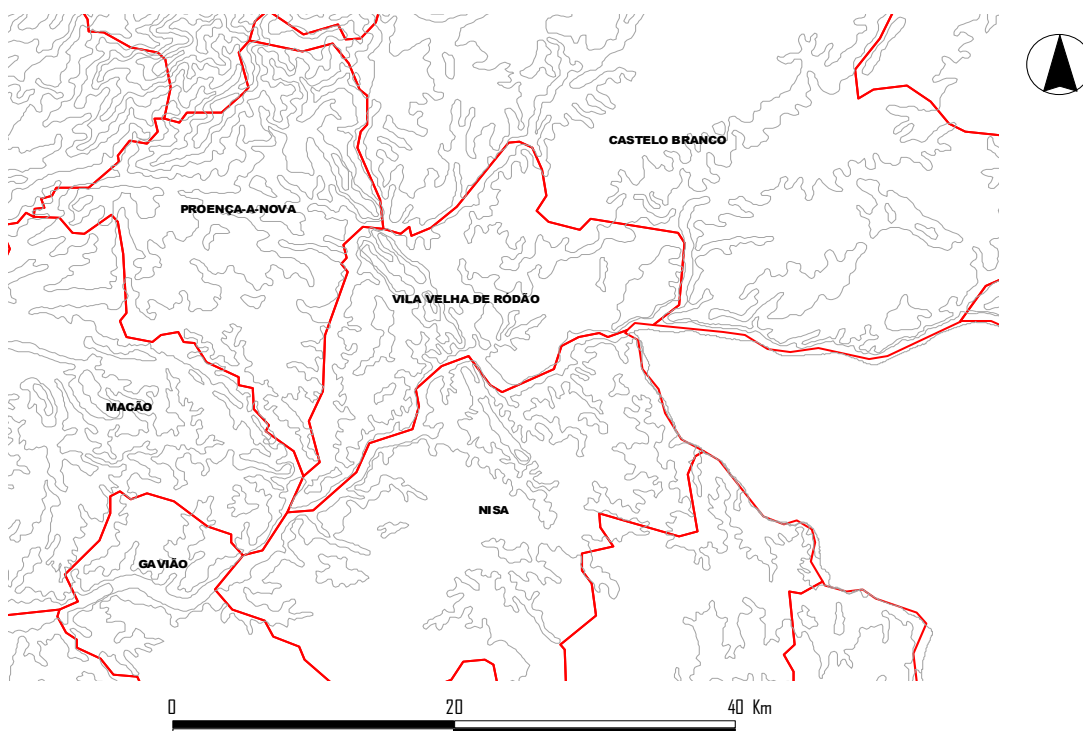 CASTELO BRANCO
PROENÇA-A-NOVA
VILA VELHA DE RÓDÃO
MAÇÃO
NISA
GAVIÃO
0 20 40 Km